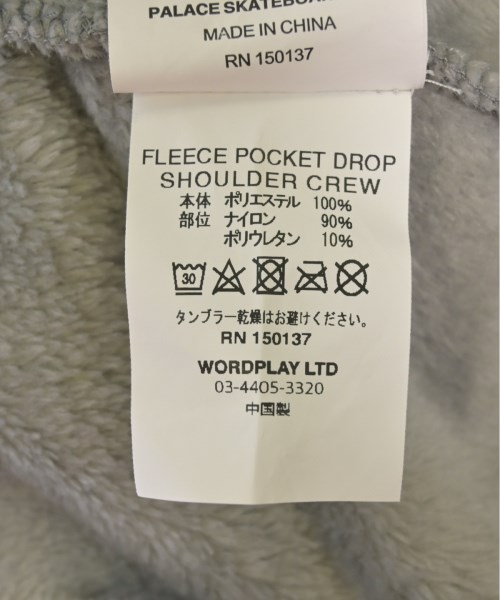 PALACE SKATEBOAR
MADE IN CHINA
RN 150137
FLEECE POCKET DROP
SHOULDER CREW
本体 ポリエステル 100%
部位 ナイロン 90%
ポリウレタン 10%
30
タンブラー乾燥はお避けください。
RN 150137
WORDPLAY LTD
03-4405-3320
中国製